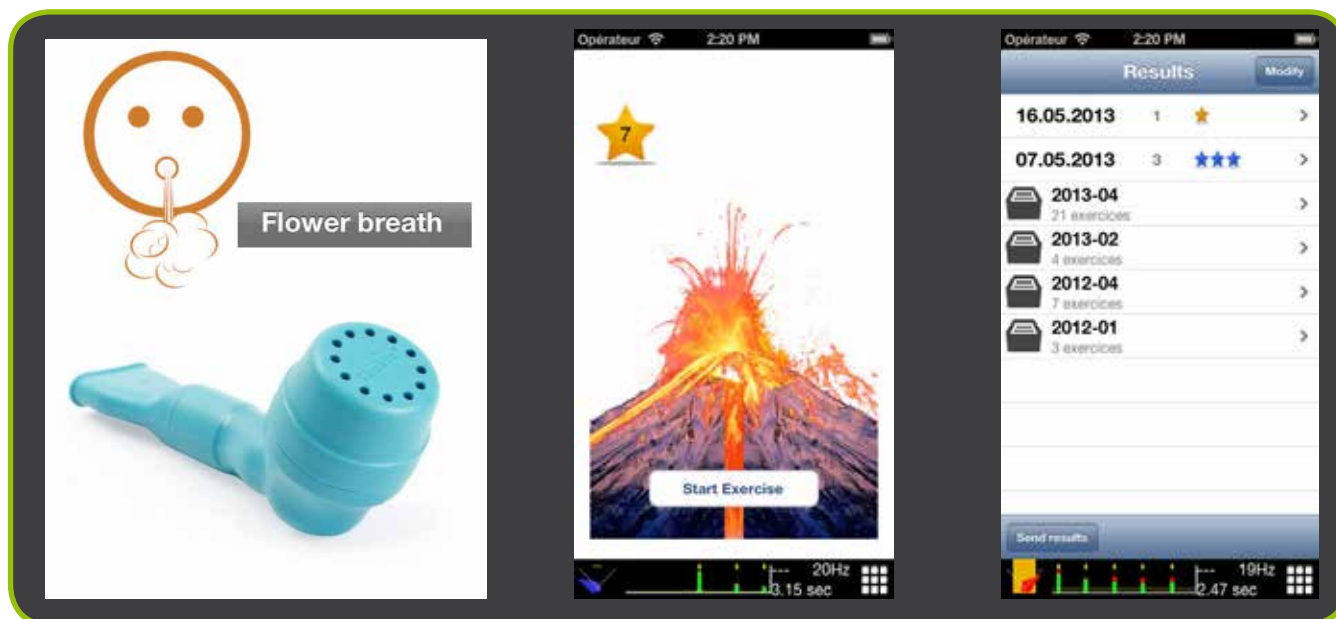 Flower breath
Opérateur 2:20 PM
7
Start Exercise
--- 20Hz
3.15 sec
Opérateur 2:20 PM
Results
Modify
16.05.2013 1
07.05.2013 3
2013-04
21 exercices
2013-02
4 exercices
2012-04
7 exercices
2012-01
3 exercices
Send results
--- 19Hz
2.47 sec